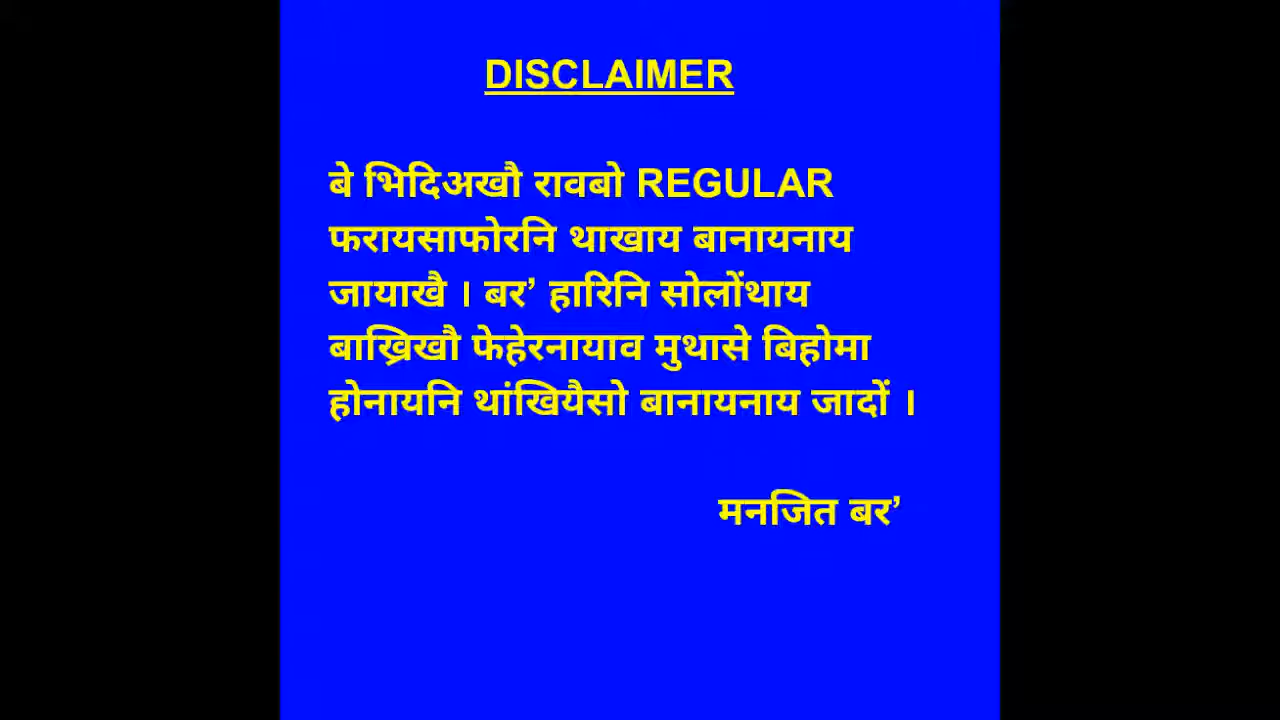 DISCLAIMER
बे भिदिअखौ रावबो REGULAR
फरायसाफोरनि थाखाय बानायनाय
जायाखै । बर’ हारिनि सोलोंथाय
बाख्रिखौ फेहेरनायाव मुथासे बिहोमा
होनायनि थांखियैसो बानायनाय जादों ।
मनजित बर’